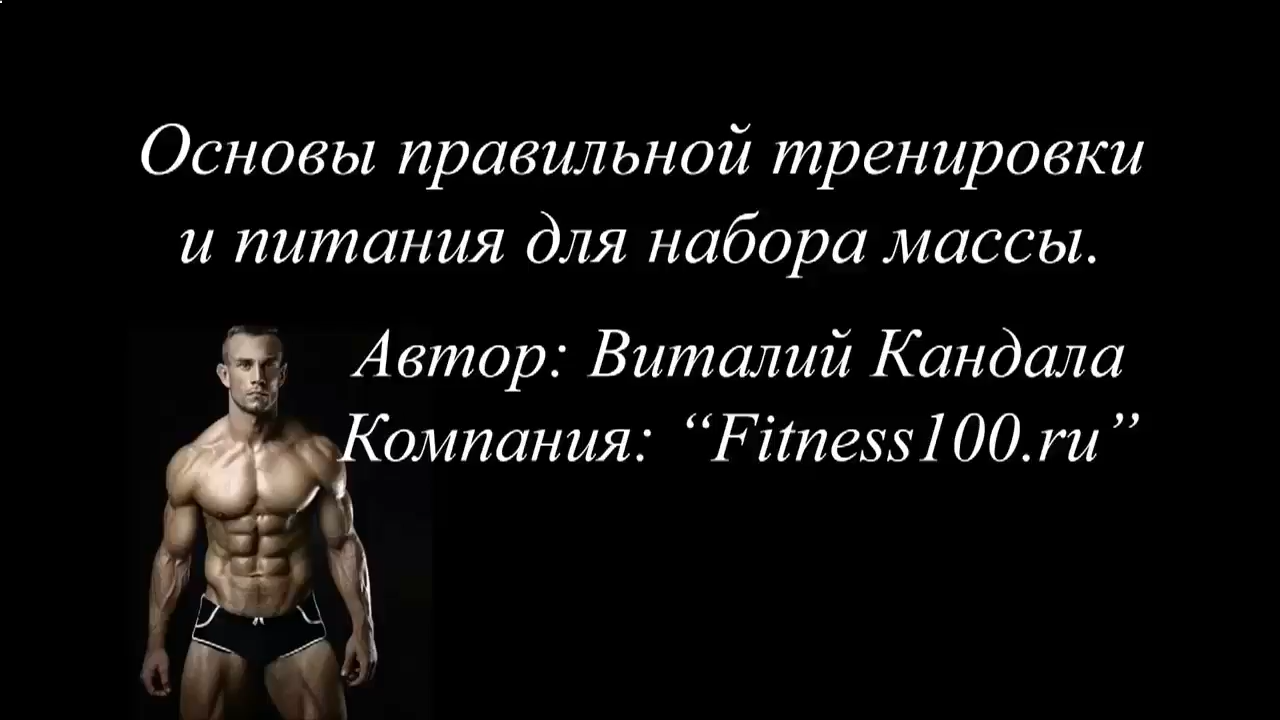 Основы правильной тренировки
и питания для набора массы.
Автор: Виталий Кандала
Компания: “Fitness100.ru”